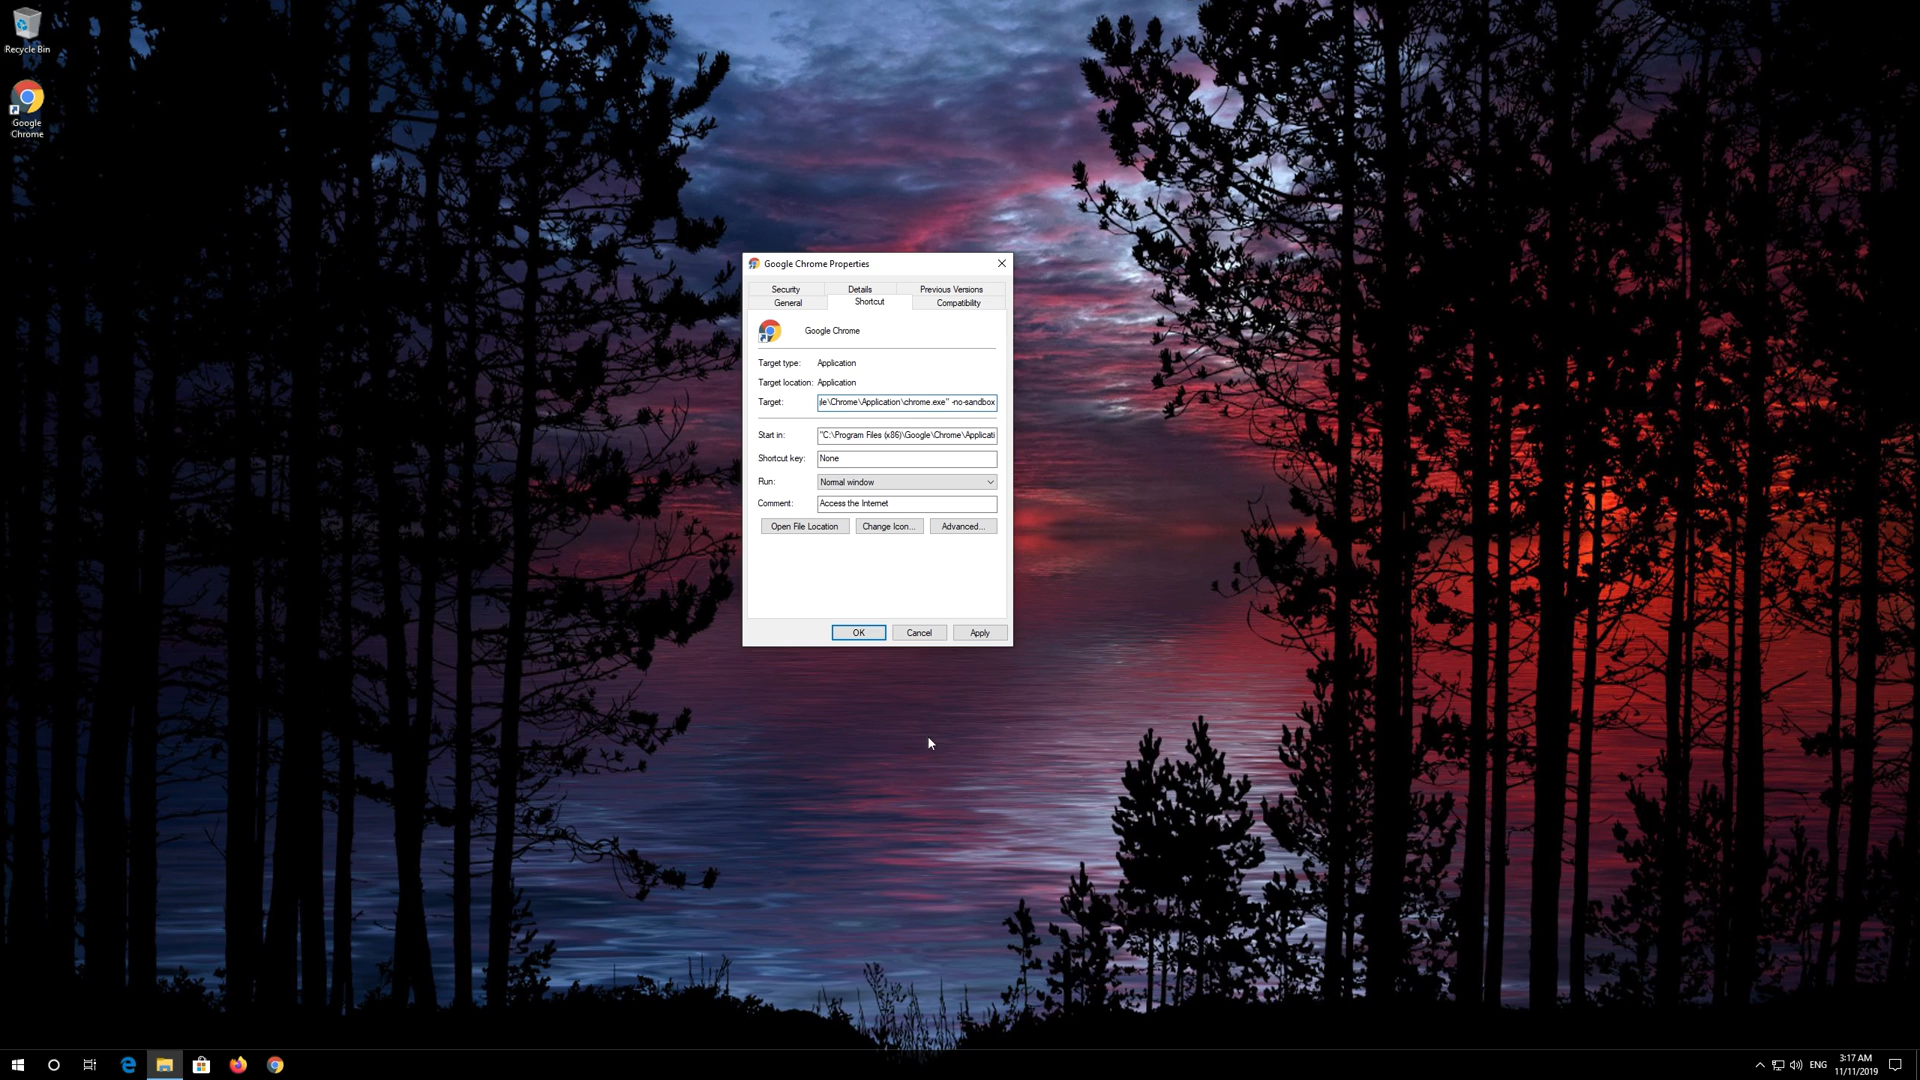 Recycle Bin
Google
Chrome
Google Chrome Properties
Security Details Previous Versions
General Shortcut Compatibility
Google Chrome
Target type: Application
Target location: Application
Target: gle\Chrome\Application\chrome.exe" -no-sandbox
Start in: "C:\Program Files (x86)\Google\Chrome\Applicati
Shortcut key: None
Run: Normal window
Comment: Access the Internet
Open File Location Change Icon... Advanced...
OK Cancel Apply
ENG
3:17 AM
11/11/2019